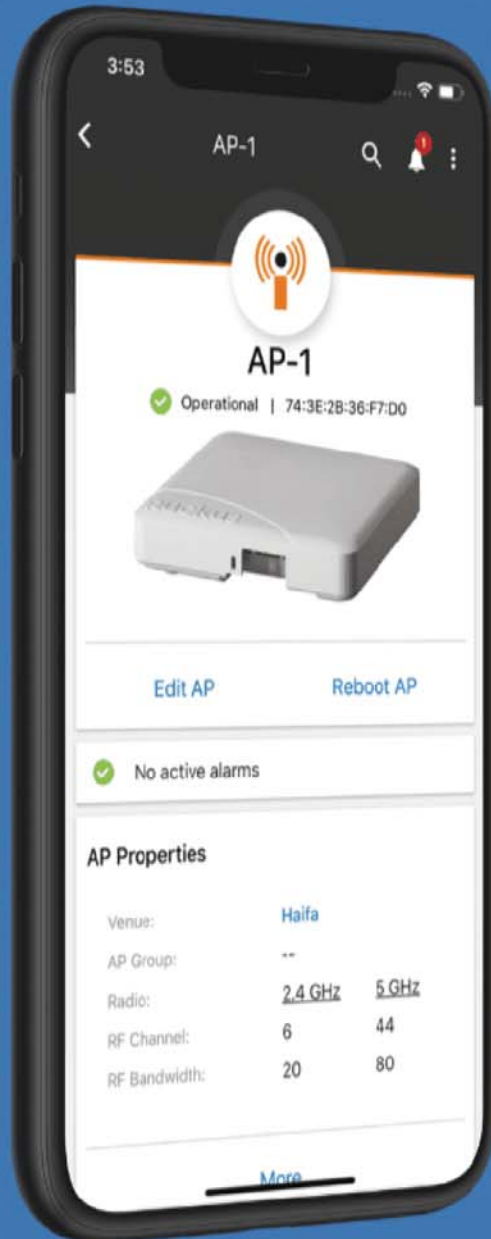 3:53
AP-1
1
AP-1
Operational | 74:3E:2B:36:F7:D0
Ruckus
Edit AP Reboot AP
No active alarms
AP Properties
Venue: Haifa
AP Group: --
Radio: 2.4 GHz 5 GHz
RF Channel: 6 44
RF Bandwidth: 20 80
More